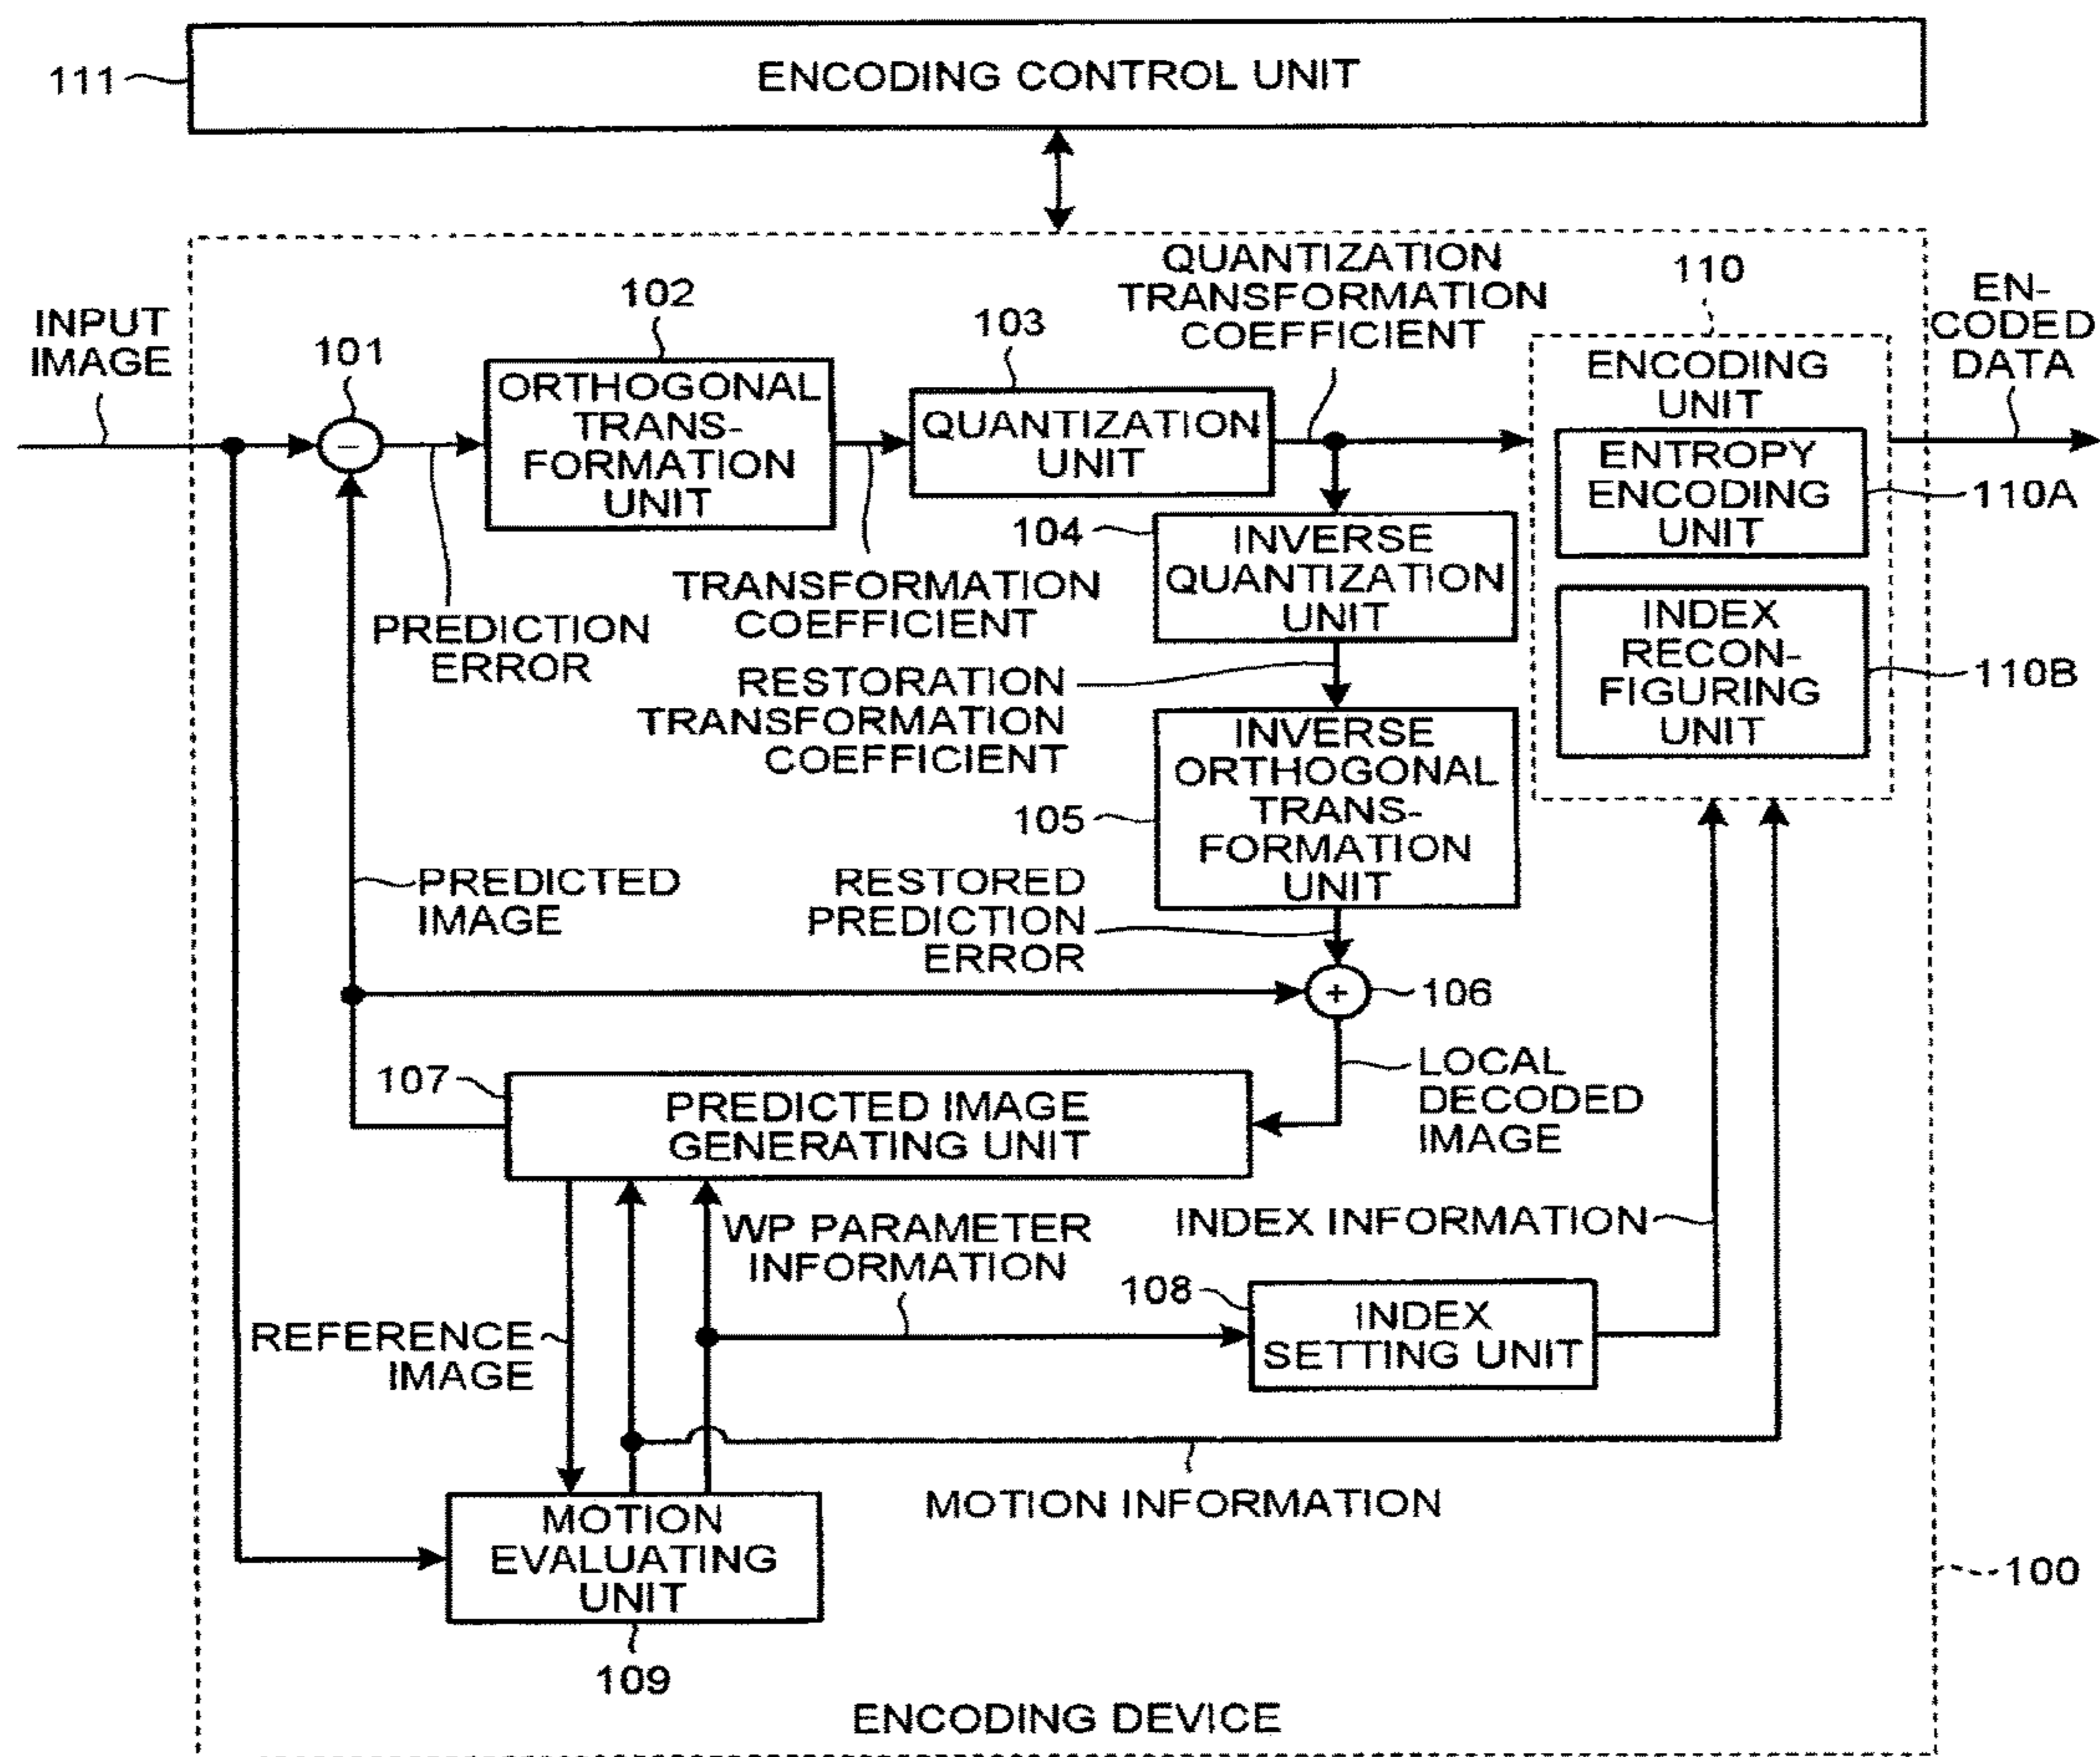 111
ENCODING CONTROL UNIT
INPUT
IMAGE
101
102
ORTHOGONAL
TRANS-
FORMATION
UNIT
103
QUANTIZATION
UNIT
QUANTIZATION
TRANSFORMATION
COEFFICIENT
110
ENCODING
UNIT
EN-
CODED
DATA
ENTROPY
ENCODING
UNIT
110A
INDEX
RECON-
FIGURING
UNIT
110B
PREDICTION
ERROR
TRANSFORMATION
COEFFICIENT
104
INVERSE
QUANTIZATION
UNIT
RESTORATION
TRANSFORMATION
COEFFICIENT
105
INVERSE
ORTHOGONAL
TRANS-
FORMATION
UNIT
PREDICTED
IMAGE
RESTORED
PREDICTION
ERROR
106
107
PREDICTED IMAGE
GENERATING UNIT
LOCAL
DECODED
IMAGE
WP PARAMETER
INFORMATION
INDEX INFORMATION
108
INDEX
SETTING UNIT
REFERENCE
IMAGE
MOTION INFORMATION
MOTION
EVALUATING
UNIT
109
100
ENCODING DEVICE